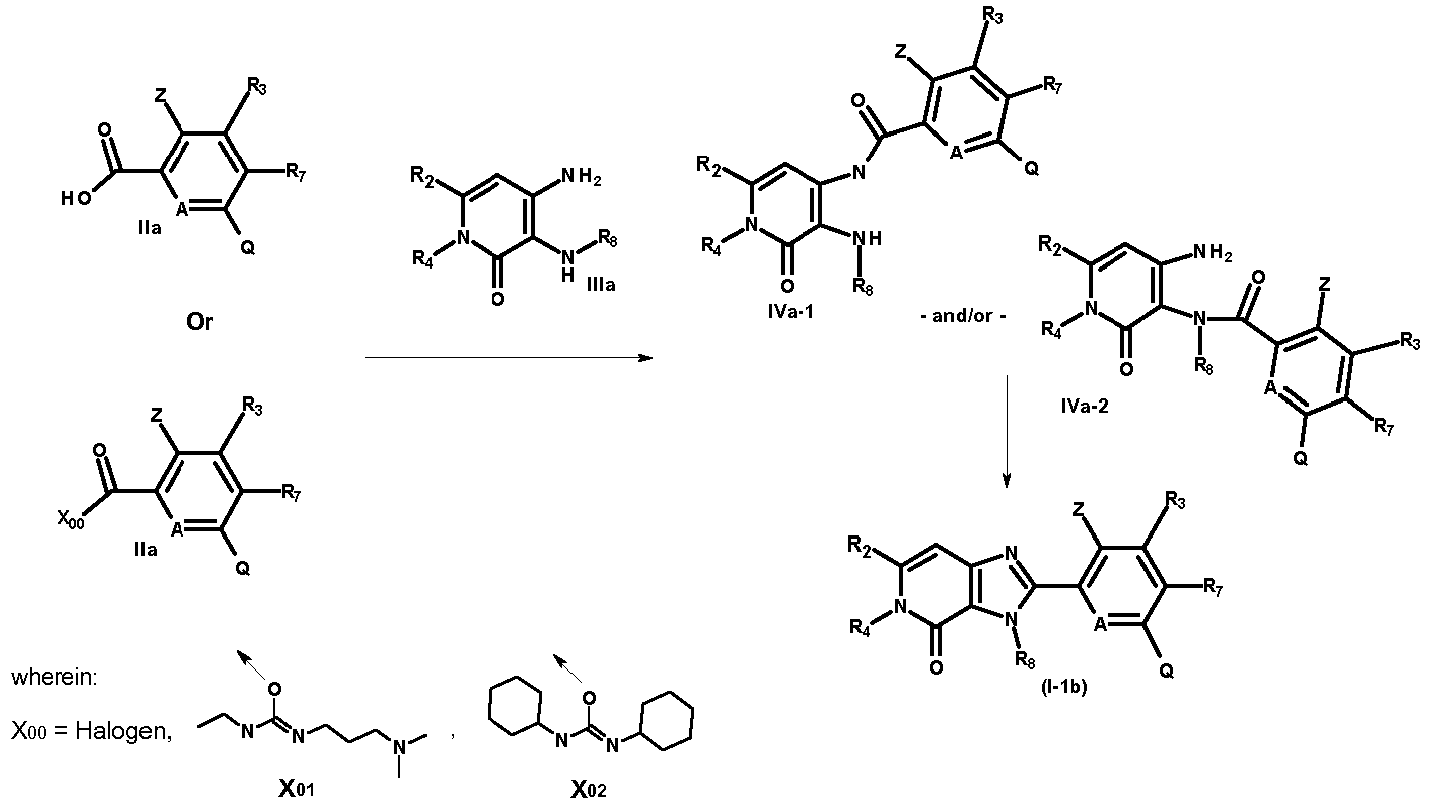 R3
Z
R7
O
A
N
Q
R2
NH
R4
R8
IVa-1
Z
R3
O
HO
R7
A
IIa
Q
R2
NH2
N
N
H
R8
R4
O
IIIa
Or
- and/or -
R2
NH2
O
Z
N
N
R3
R4
O
R8
A
IVa-2
R7
Q
Z
R3
O
X00
R7
A
IIa
Q
Z
R3
R2
N
R7
N
N
A
R4
O
R8
Q
(I-1b)
wherein:
X00 = Halogen,
O
N
N
N
,
X01
O
N
N
X02